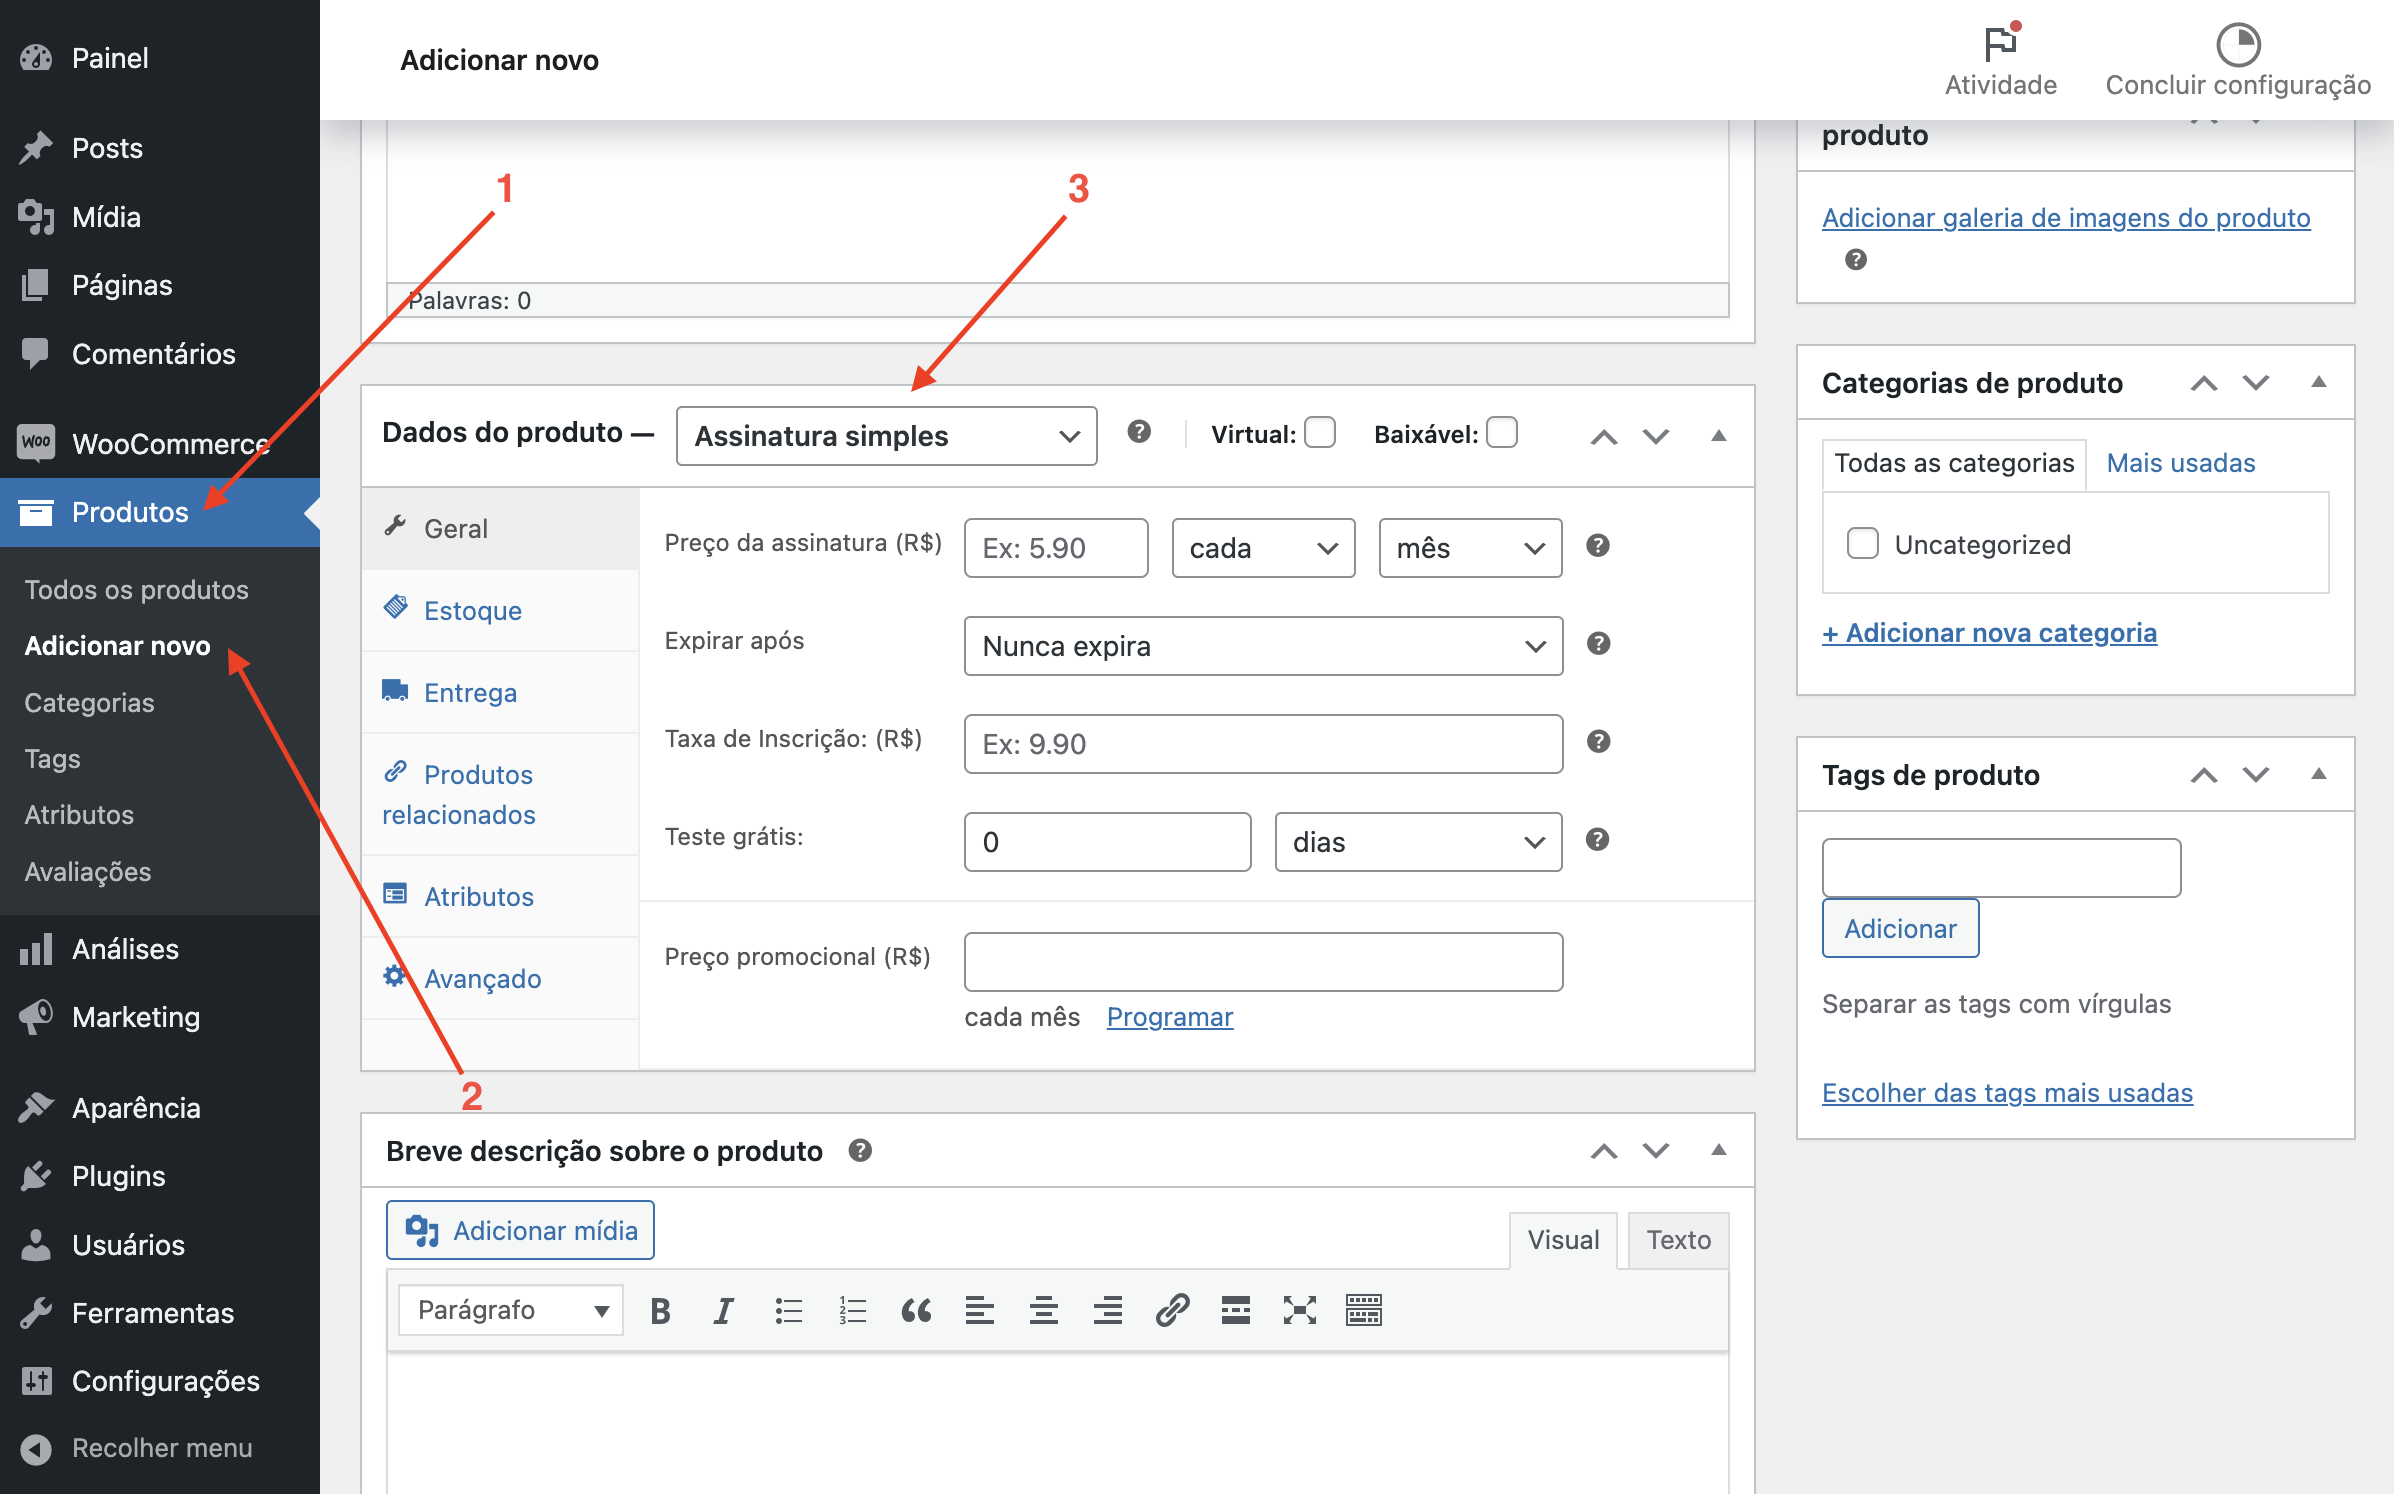 Painel
Posts
Mídia
Páginas
Comentários
Woo WooCommerce
Produtos
Todos os produtos
Adicionar novo
Categorias
Tags
Atributos
Avaliações
Análises
Marketing
Aparência
Plugins
Usuários
Ferramentas
Configurações
Recolher menu
Adicionar novo
Atividade
Concluir configuração
1
3
2
Palavras: 0
Dados do produto — Assinatura simples ? Virtual: Baixável:
Geral
Estoque
Entrega
Produtos
relacionados
Atributos
Avançado
Preço da assinatura (R$) Ex: 5.90 cada mês ?
Expirar após Nunca expira ?
Taxa de Inscrição: (R$) Ex: 9.90 ?
Teste grátis: 0 dias ?
Preço promocional (R$)
cada mês Programar
Breve descrição sobre o produto ?
Adicionar mídia
Visual Texto
Parágrafo B I
produto
Adicionar galeria de imagens do produto
?
Categorias de produto
Todas as categorias Mais usadas
Uncategorized
+ Adicionar nova categoria
Tags de produto
Adicionar
Separar as tags com vírgulas
Escolher das tags mais usadas